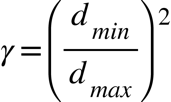 γ = (d_min / d_max)^2